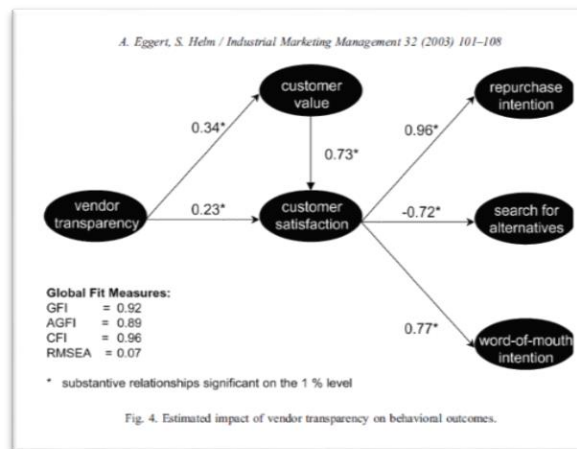 A. Eggert, S. Helm / Industrial Marketing Management 32 (2003) 101–108
customer
value
repurchase
intention
0.34*
0.96*
0.73*
vendor
transparency
0.23*
customer
satisfaction
-0.72*
search for
alternatives
Global Fit Measures:
GFI = 0.92
AGFI = 0.89
CFI = 0.96
RMSEA = 0.07
0.77*
word-of-mouth
intention
* substantive relationships significant on the 1 % level
Fig. 4. Estimated impact of vendor transparency on behavioral outcomes.